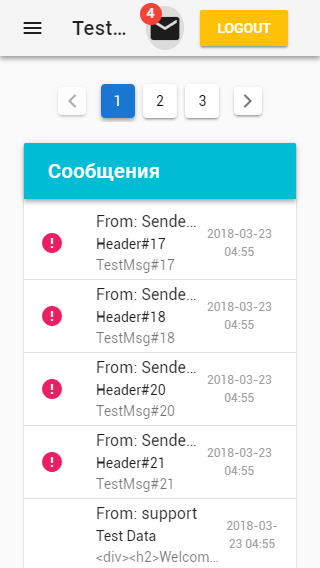 Test...
4
LOGOUT
1 2 3
Сообщения
From: Sende...
Header#17
TestMsg#17
2018-03-23
04:55
From: Sende...
Header#18
TestMsg#18
2018-03-23
04:55
From: Sende...
Header#20
TestMsg#20
2018-03-23
04:55
From: Sende...
Header#21
TestMsg#21
2018-03-23
04:55
From: support
Test Data
<div><h2>Welcom...
2018-03-
23 04:55